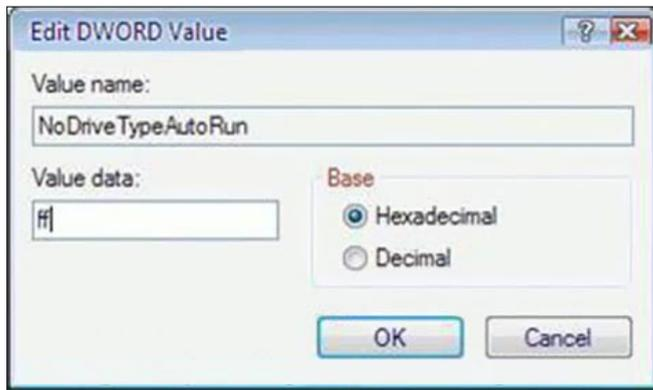 Edit DWORD Value
?
Value name:
NoDriveTypeAutoRun
Value data:
ff
Base
Hexadecimal
Decimal
OK
Cancel